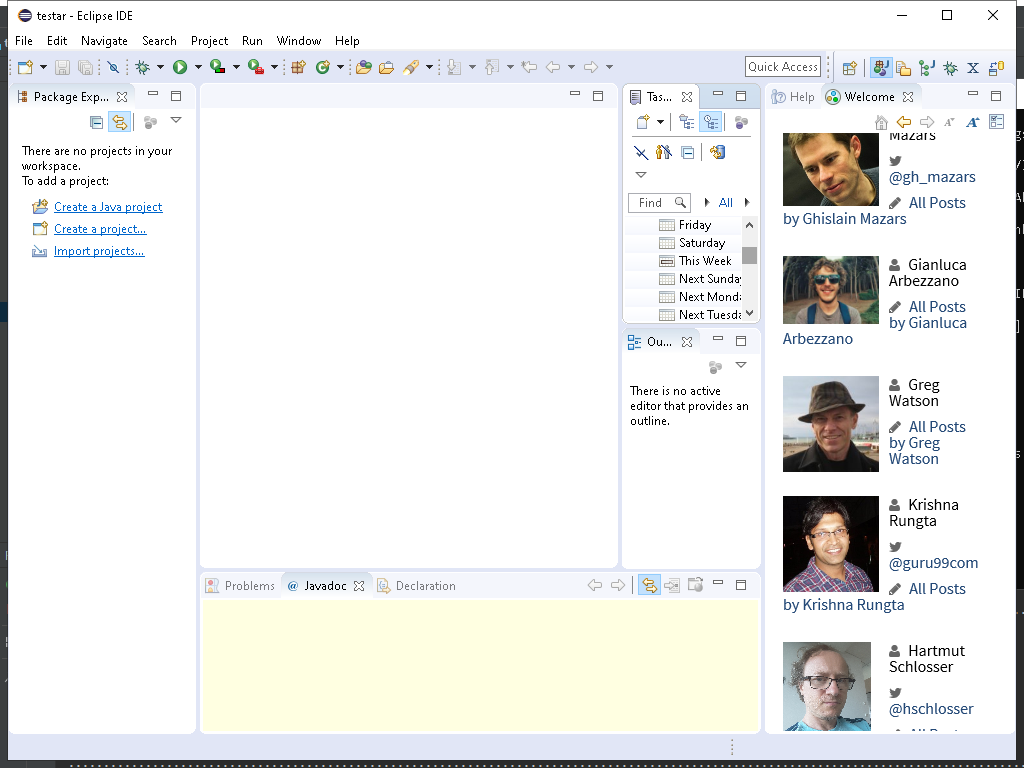 testar - Eclipse IDE
File Edit Navigate Search Project Run Window Help
Quick Access
Package Exp...
There are no projects in your
workspace.
To add a project:
Create a Java project
Create a project...
Import projects...
Tas...
Find
All
Friday
Saturday
This Week
Next Sunday
Next Monda
Next Tuesda
Ou...
There is no active
editor that provides an
outline.
Problems
@ Javadoc
Declaration
Help
Welcome
Mazars
@gh_mazars
All Posts
by Ghislain Mazars
Gianluca
Arbezzano
All Posts
by Gianluca
Arbezzano
Greg
Watson
All Posts
by Greg
Watson
Krishna
Rungta
@guru99com
All Posts
by Krishna Rungta
Hartmut
Schlosser
@hschlosser